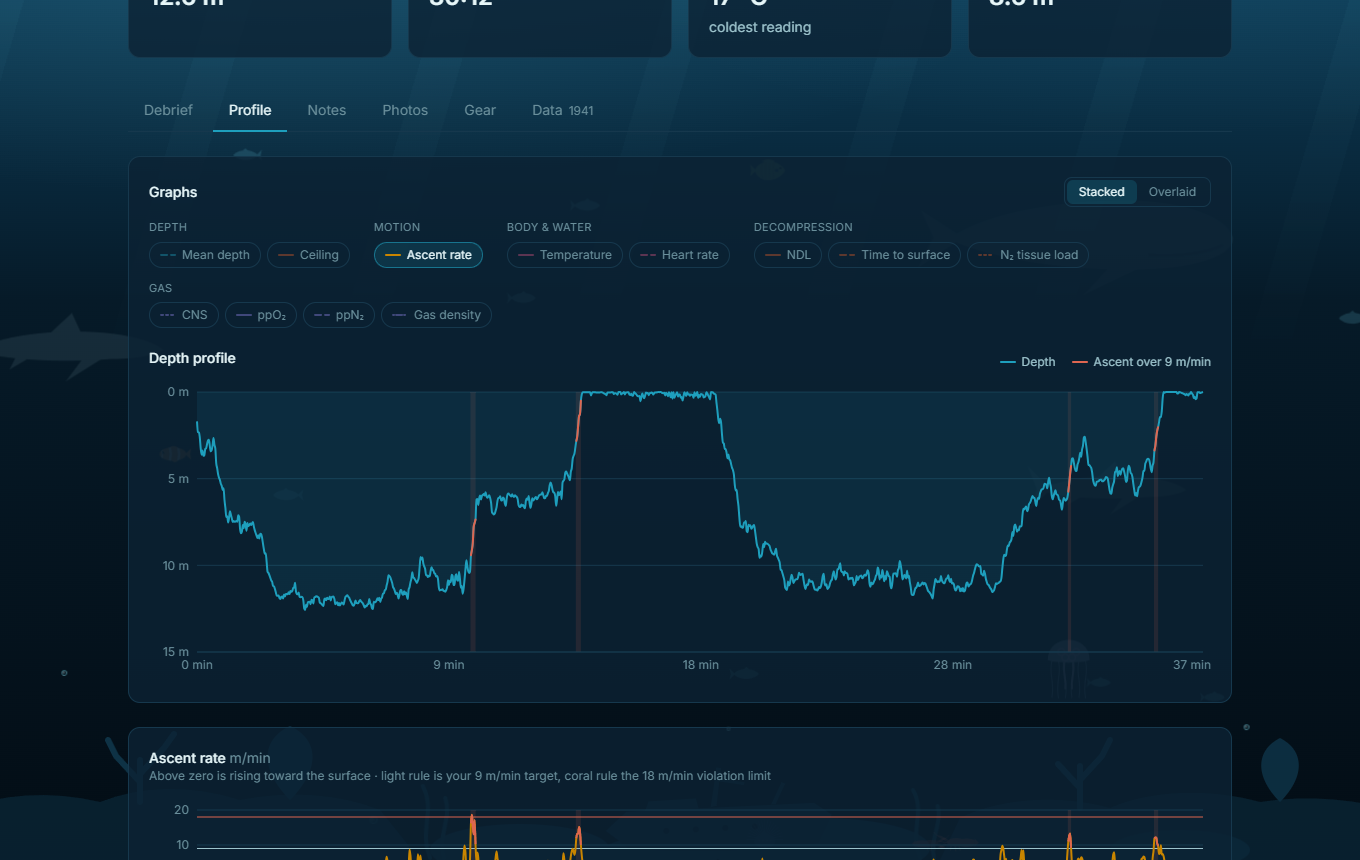 coldest reading
Debrief Profile Notes Photos Gear Data 1941
Graphs
Stacked Overlaid
DEPTH MOTION BODY & WATER DECOMPRESSION
Mean depth Ceiling Ascent rate Temperature Heart rate NDL Time to surface N₂ tissue load
GAS
CNS ppO₂ ppN₂ Gas density
Depth profile
Depth Ascent over 9 m/min
0 m
5 m
10 m
15 m
0 min 9 min 18 min 28 min 37 min
Ascent rate m/min
Above zero is rising toward the surface · light rule is your 9 m/min target, coral rule the 18 m/min violation limit
20
10